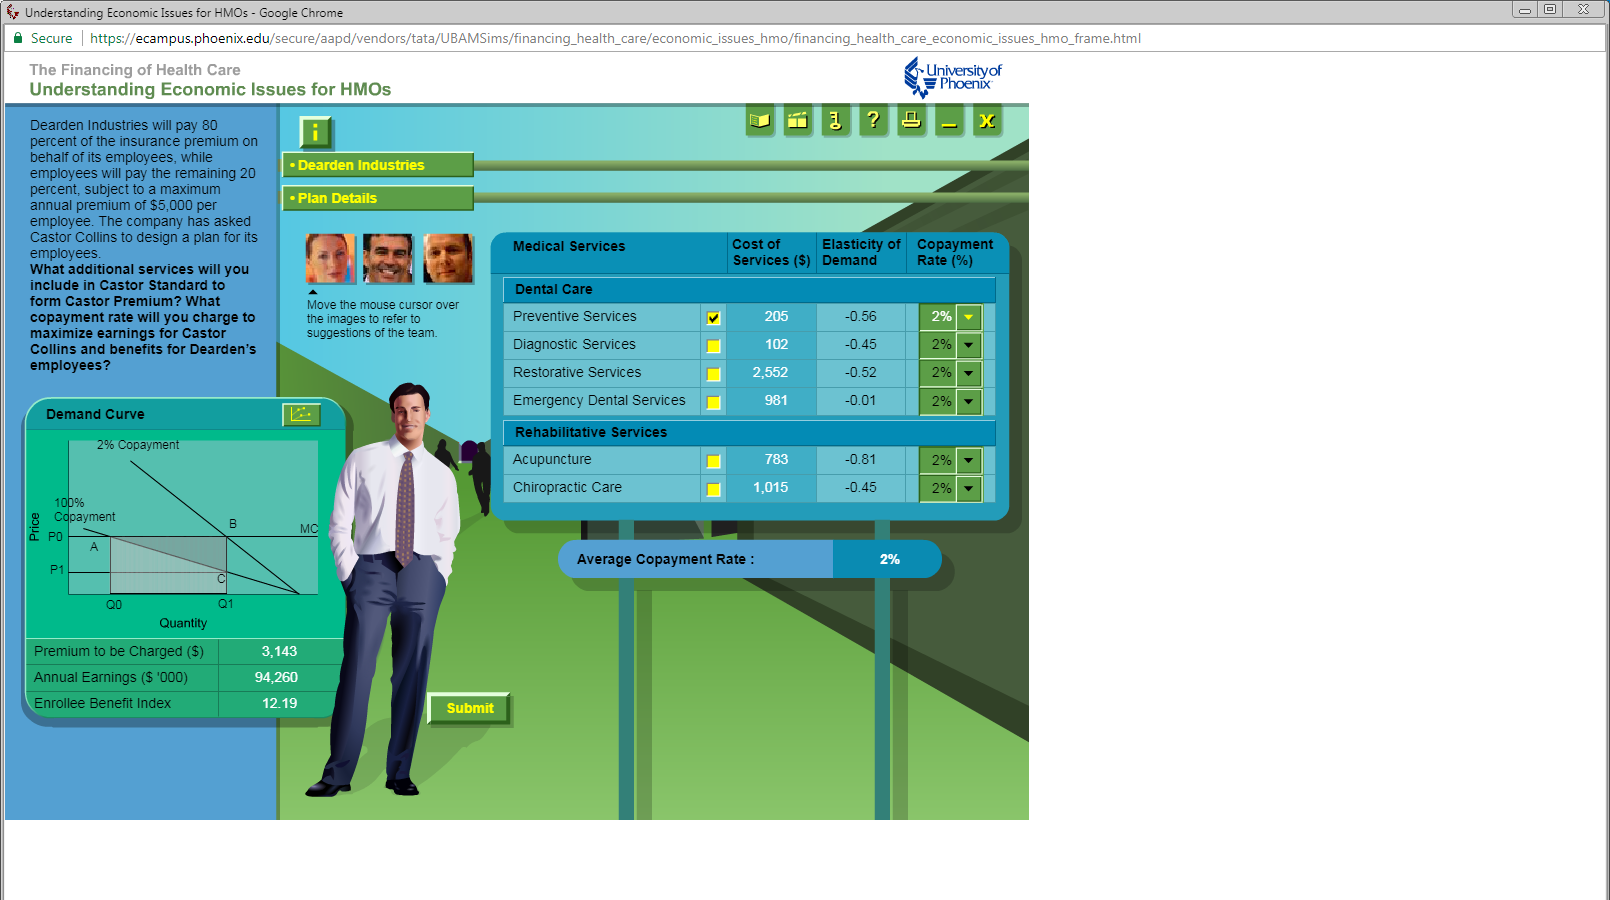 Understanding Economic Issues for HMOs - Google Chrome
Secure
https://ecampus.phoenix.edu/secure/aapd/vendors/tata/UBAMSims/financing_health_care/economic_issues_hmo/financing_health_care_economic_issues_hmo_frame.html
The Financing of Health Care
Understanding Economic Issues for HMOs
University of
Phoenix
Dearden Industries will pay 80
percent of the insurance premium on
behalf of its employees, while
employees will pay the remaining 20
percent, subject to a maximum
annual premium of $5,000 per
employee. The company has asked
Castor Collins to design a plan for its
employees.
What additional services will you
include in Castor Standard to
form Castor Premium? What
copayment rate will you charge to
maximize earnings for Castor
Collins and benefits for Dearden's
employees?
i
?
X
• Dearden Industries
• Plan Details
Move the mouse cursor over
the images to refer to
suggestions of the team.
Medical Services Cost of Services ($) Elasticity of Demand Copayment Rate (%)
Dental Care
Preventive Services 205 -0.56 2%
Diagnostic Services 102 -0.45 2%
Restorative Services 2,552 -0.52 2%
Emergency Dental Services 981 -0.01 2%
Rehabilitative Services
Acupuncture 783 -0.81 2%
Chiropractic Care 1,015 -0.45 2%
Average Copayment Rate : 2%
Demand Curve
2% Copayment
100%
Copayment
Price
P0
P1
A
B
C
MC
Q0
Q1
Quantity
Premium to be Charged ($) 3,143
Annual Earnings ($ '000) 94,260
Enrollee Benefit Index 12.19
Submit